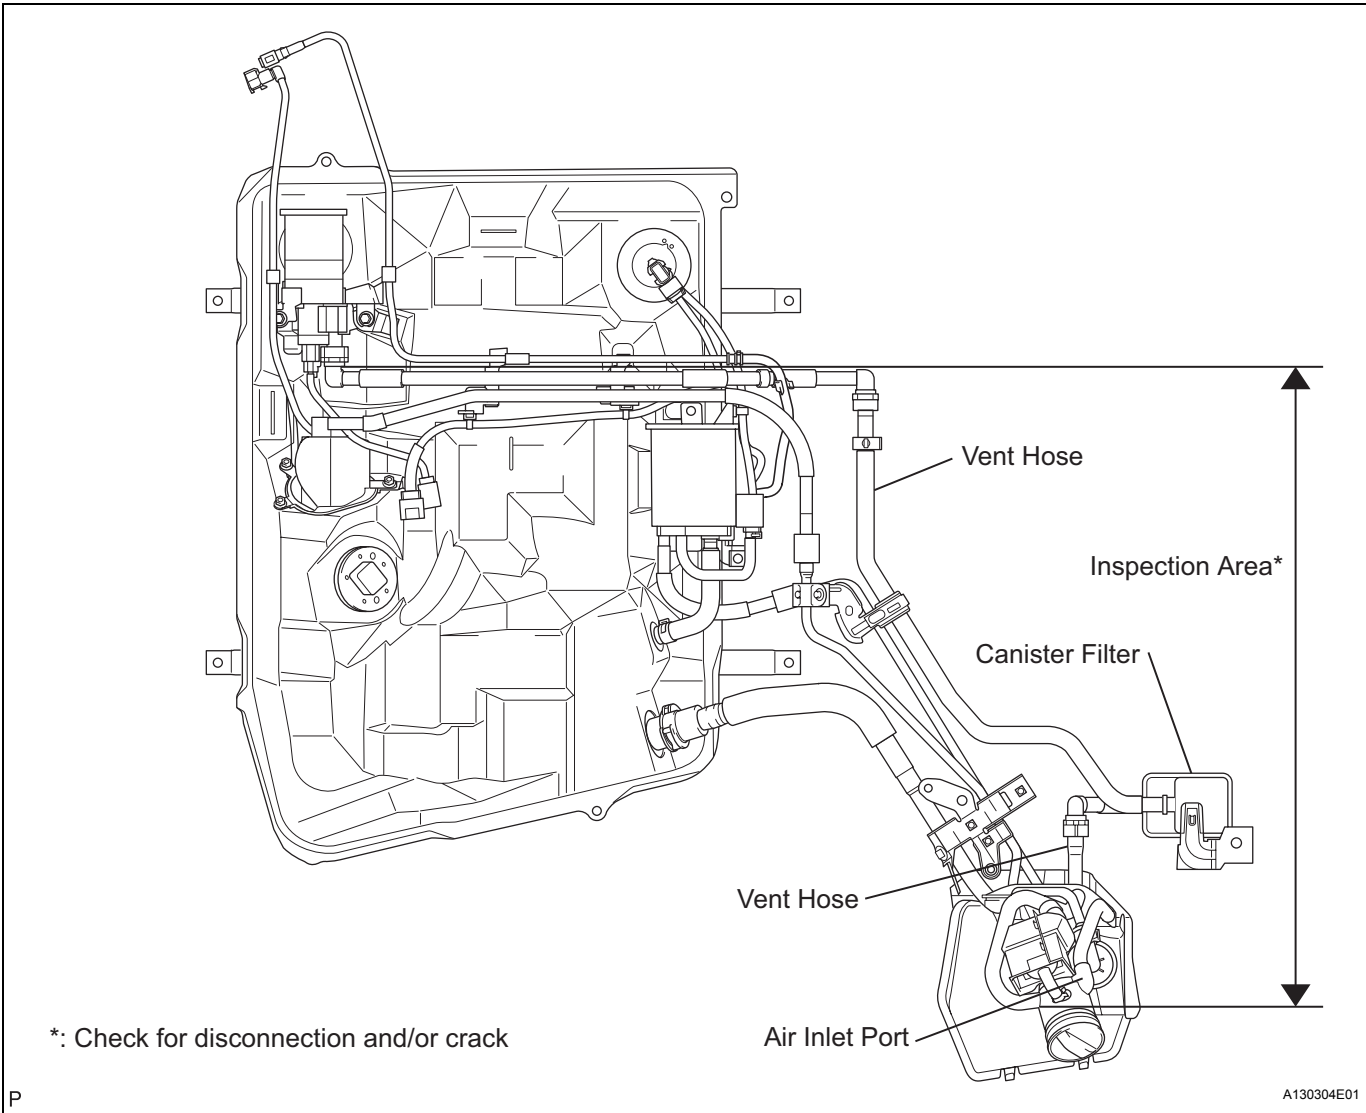 Vent Hose
Inspection Area*
Canister Filter
Vent Hose
Air Inlet Port
*: Check for disconnection and/or crack
P
A130304E01